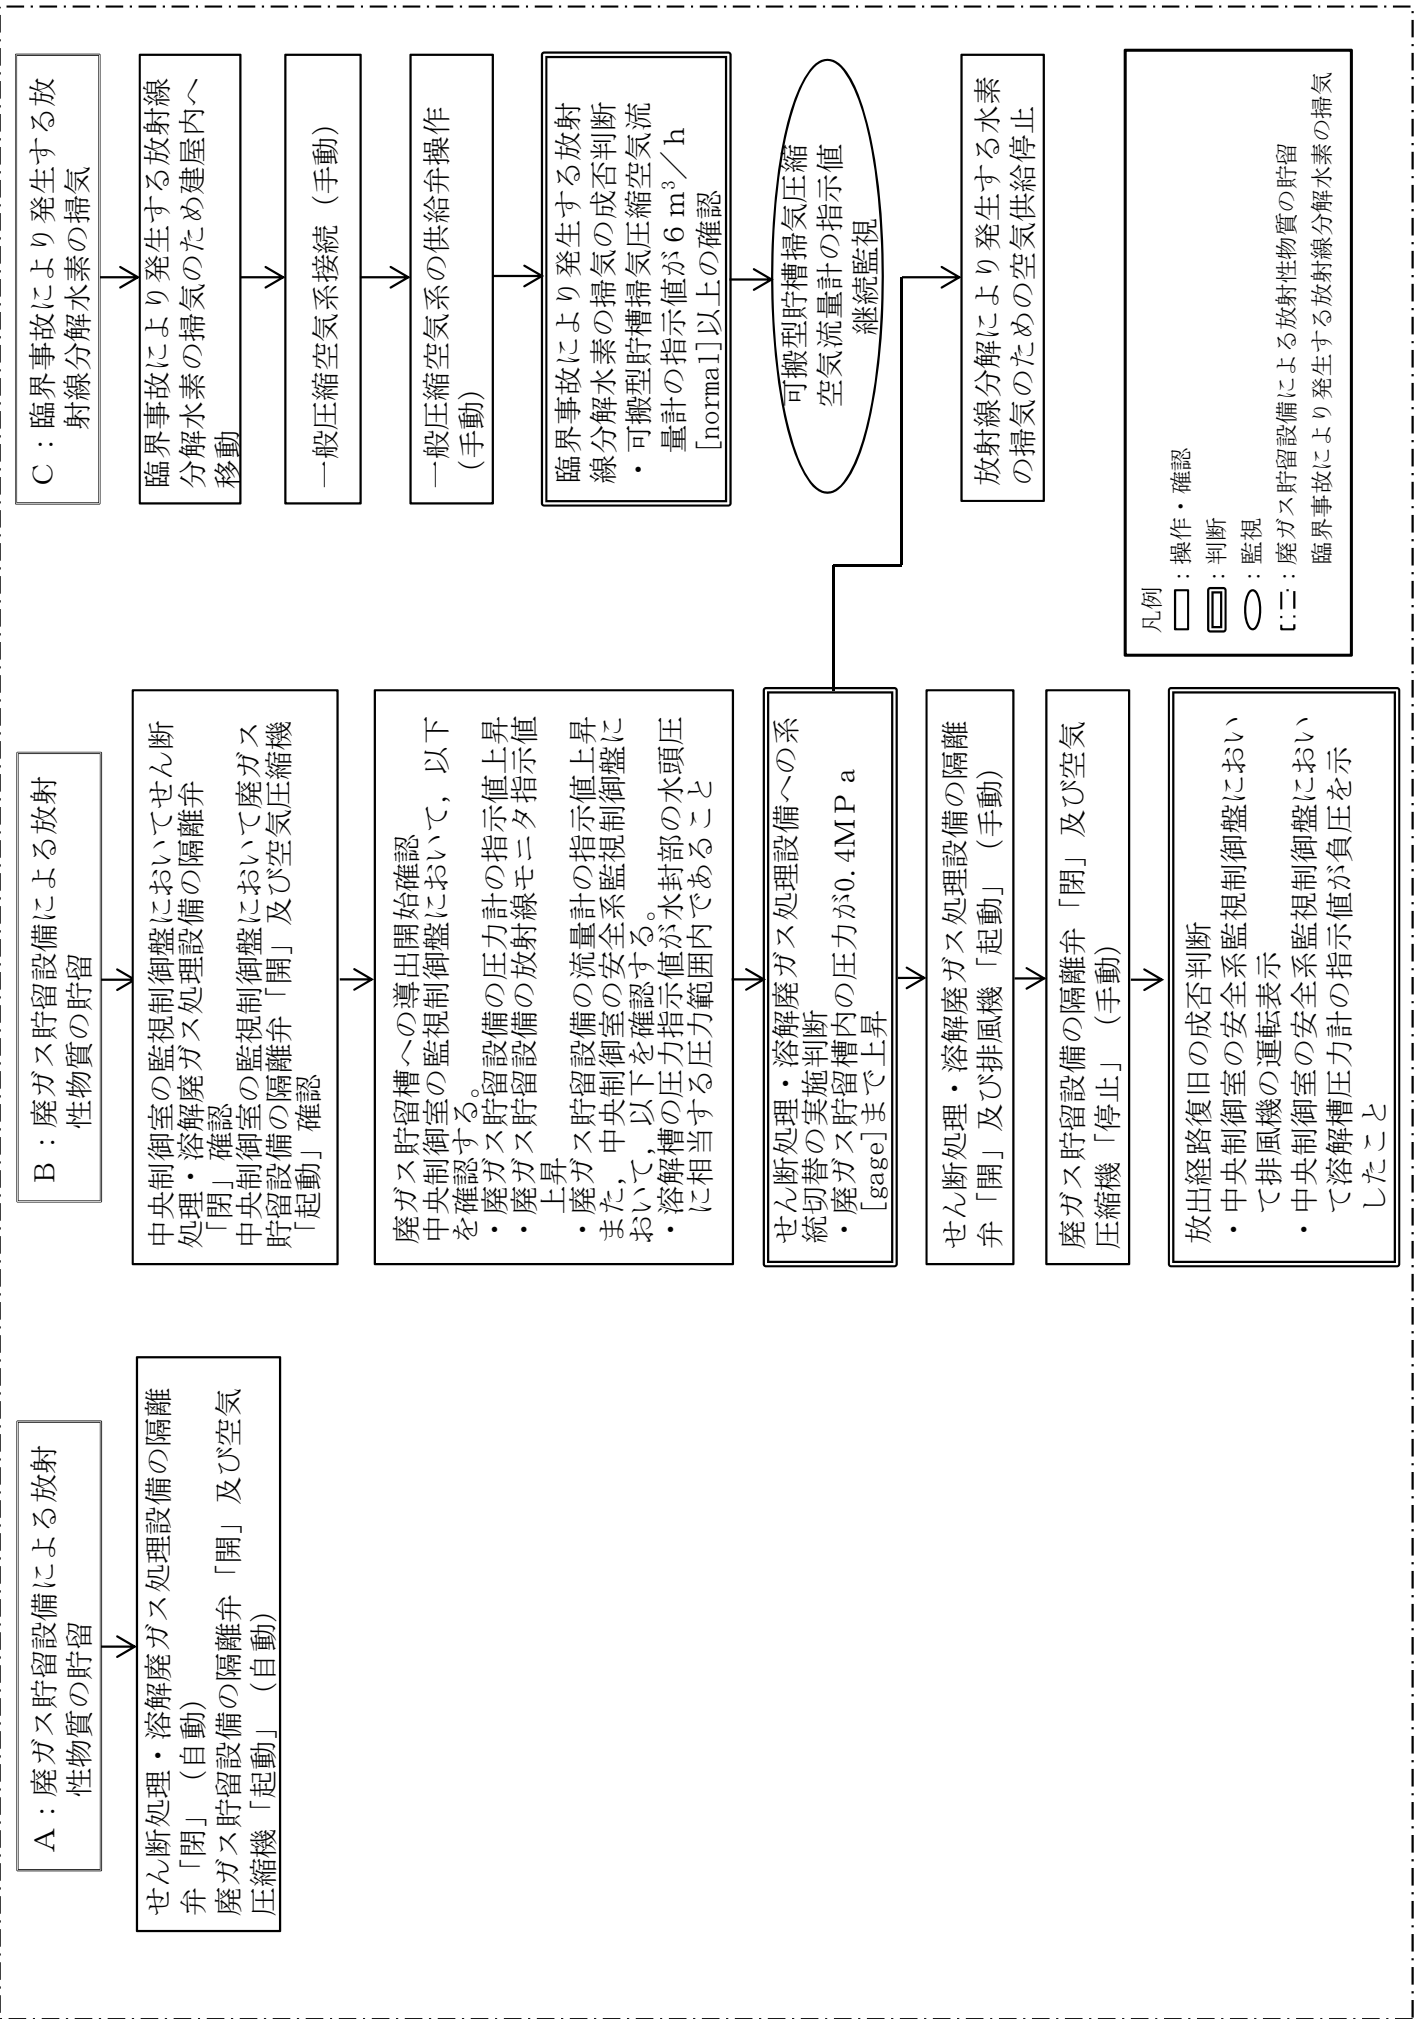 A：廃ガス貯留設備による放射
性物質の貯留
せん断処理・溶解廃ガス処理設備の隔離
弁「閉」（自動）
廃ガス貯留設備の隔離弁「開」及び空気
圧縮機「起動」（自動）
B：廃ガス貯留設備による放射
性物質の貯留
中央制御室の監視制御盤においてせん断
処理・溶解廃ガス処理設備の隔離弁
「閉」確認
中央制御室の監視制御盤において廃ガス
貯留設備の隔離弁「開」及び空気圧縮機
「起動」確認
廃ガス貯留槽への導出開始確認
中央制御室の監視制御盤において，以下
を確認する。
・廃ガス貯留設備の圧力計の指示値上昇
・廃ガス貯留設備の放射線モニタ指示値
上昇
・廃ガス貯留設備の流量計の指示値上昇
また，中央制御室の安全系監視制御盤に
おいて，以下を確認する。
・溶解槽の圧力指示値が水封部の水頭圧
に相当する圧力範囲内であること
せん断処理・溶解廃ガス処理設備への系
統切替の実施判断
・廃ガス貯留槽内の圧力が0.4MPa
[gage]まで上昇
せん断処理・溶解廃ガス処理設備の隔離
弁「開」及び排風機「起動」（手動）
廃ガス貯留設備の隔離弁「閉」及び空気
圧縮機「停止」（手動）
放出経路復旧の成否判断
・中央制御室の安全系監視制御盤におい
て排風機の運転表示
・中央制御室の安全系監視制御盤におい
て溶解槽圧力計の指示値が負圧を示
したこと
C：臨界事故により発生する放
射線分解水素の掃気
臨界事故により発生する放射線
分解水素の掃気のため建屋内へ
移動
一般圧縮空気系接続（手動）
一般圧縮空気系の供給弁操作
（手動）
臨界事故により発生する放射
線分解水素の掃気の成否判断
・可搬型貯槽掃気圧縮空気流
量計の指示値が6m³／h
[normal]以上の確認
可搬型貯槽掃気圧縮
空気流量計の指示値
継続監視
放射線分解により発生する水素
の掃気のための空気供給停止
凡例
：操作・確認
：判断
：監視
：廃ガス貯留設備による放射性物質の貯留
臨界事故により発生する放射線分解水素の掃気